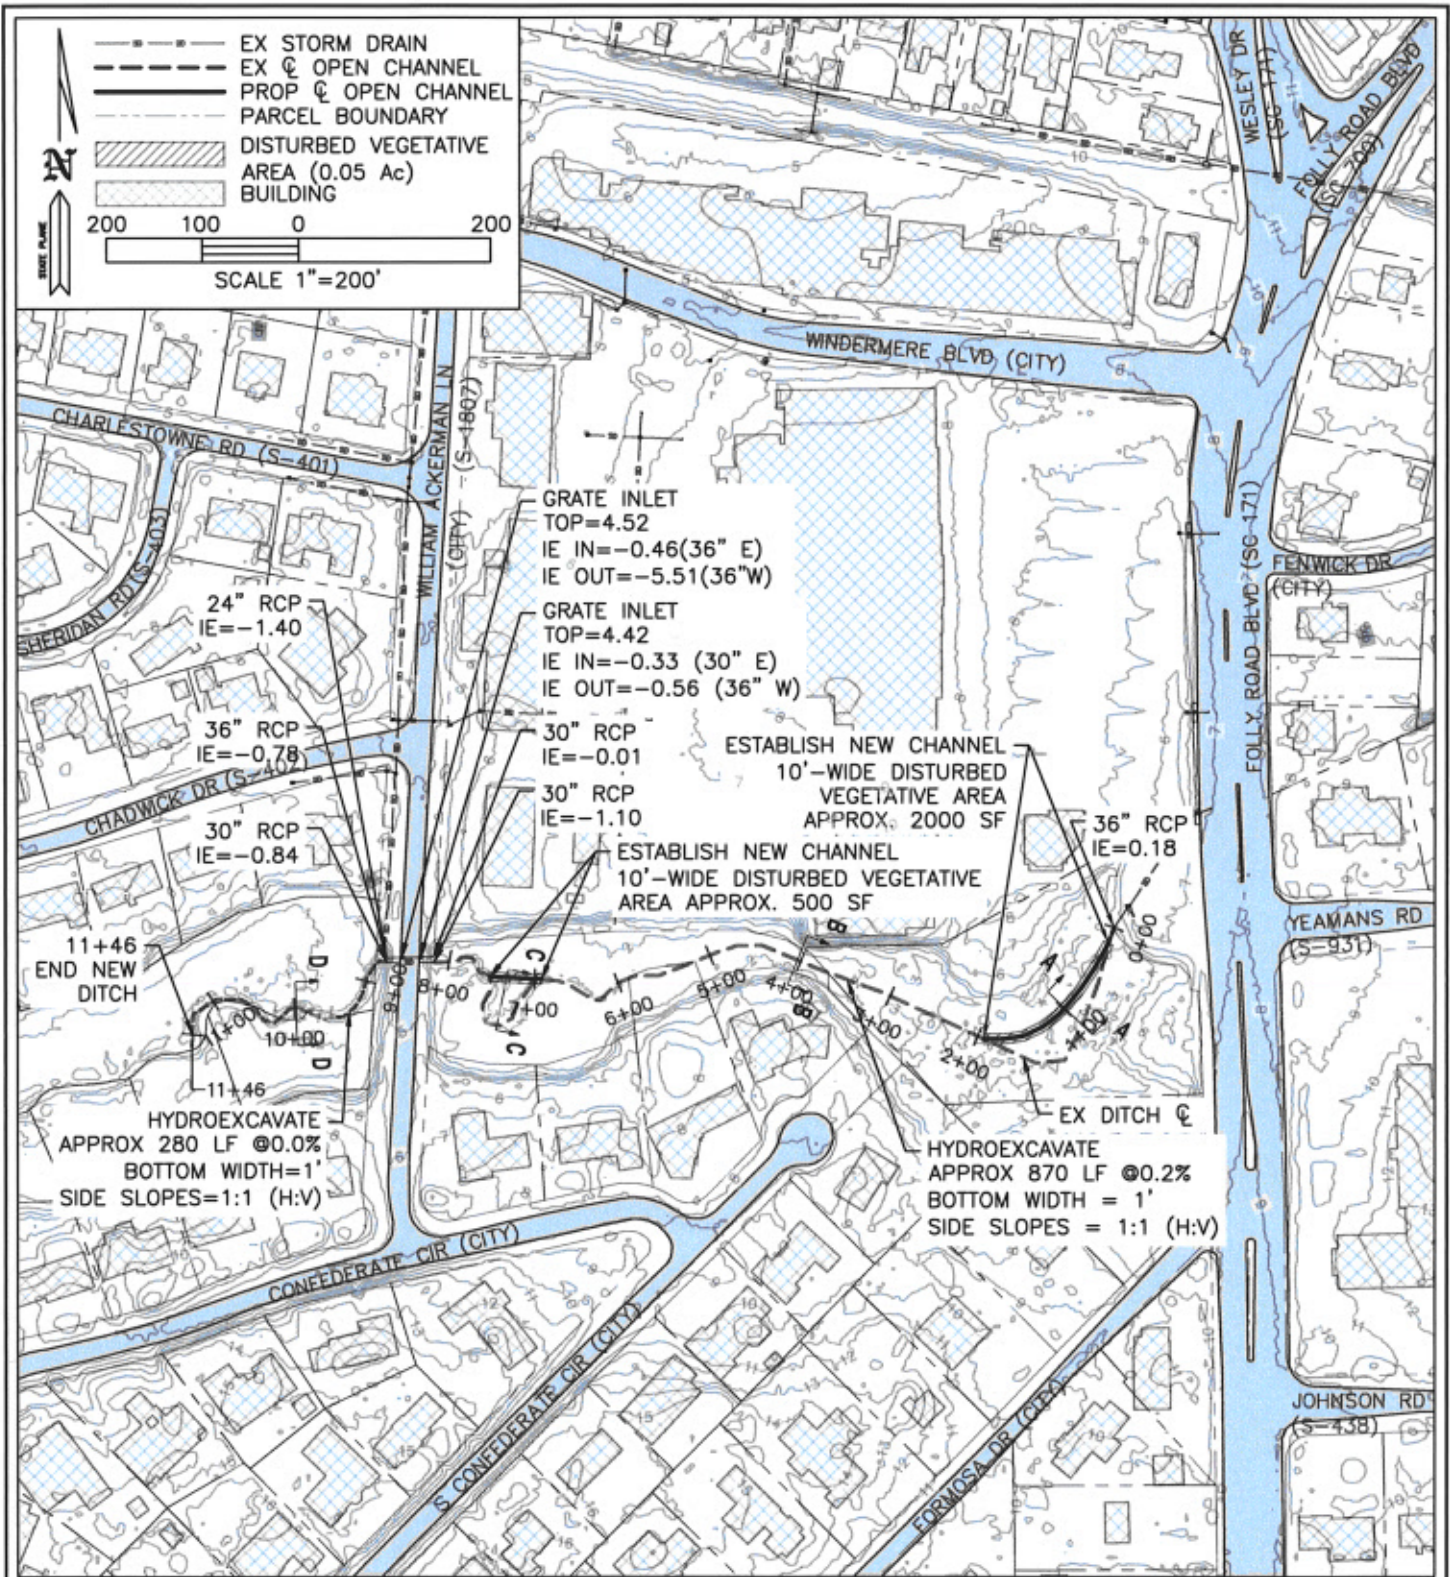 EX STORM DRAIN
EX ℄ OPEN CHANNEL
PROP ℄ OPEN CHANNEL
PARCEL BOUNDARY
DISTURBED VEGETATIVE
AREA (0.05 Ac)
BUILDING
N
STATE PLANE
200 100 0 200
SCALE 1"=200'
WESLEY DR
(SC 171)
FOLLY ROAD BLVD
(SC 700)
WINDERMERE BLVD (CITY)
CHARLESTOWNE RD (S-401)
WILLIAM ACKERMAN LN
(CITY)
(S-1807)
SHERIDAN RD (S-403)
GRATE INLET
TOP=4.52
IE IN=-0.46(36" E)
IE OUT=-5.51(36"W)
GRATE INLET
TOP=4.42
IE IN=-0.33 (30" E)
IE OUT=-0.56 (36" W)
24" RCP
IE=-1.40
36" RCP
IE=-0.78
30" RCP
IE=-0.84
30" RCP
IE=-0.01
30" RCP
IE=-1.10
CHADWICK DR
FOLLY ROAD BLVD (SC 171)
FENWICK DR
(CITY)
ESTABLISH NEW CHANNEL
10'-WIDE DISTURBED
VEGETATIVE AREA
APPROX. 2000 SF
36" RCP
IE=0.18
ESTABLISH NEW CHANNEL
10'-WIDE DISTURBED VEGETATIVE
AREA APPROX. 500 SF
YEAMANS RD
(S-931)
11+46
END NEW
DITCH
D
D
C
C
B
B
A
A
0+00
1+00
2+00
3+00
4+00
5+00
6+00
7+00
8+00
9+00
10+00
1+00
11+46
HYDROEXCAVATE
APPROX 280 LF @0.0%
BOTTOM WIDTH=1'
SIDE SLOPES=1:1 (H:V)
EX DITCH ℄
HYDROEXCAVATE
APPROX 870 LF @0.2%
BOTTOM WIDTH = 1'
SIDE SLOPES = 1:1 (H:V)
CONFEDERATE CIR (CITY)
S CONFEDERATE CIR (CITY)
FORMOSA DR (CITY)
JOHNSON RD
(S-438)